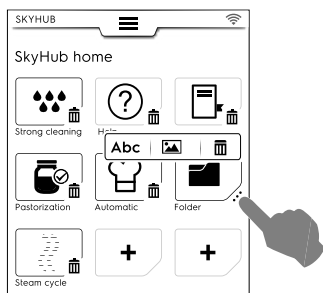 SKYHUB
SkyHub home
Strong cleaning
Help
Abc
Pastorization
Automatic
Folder
Steam cycle